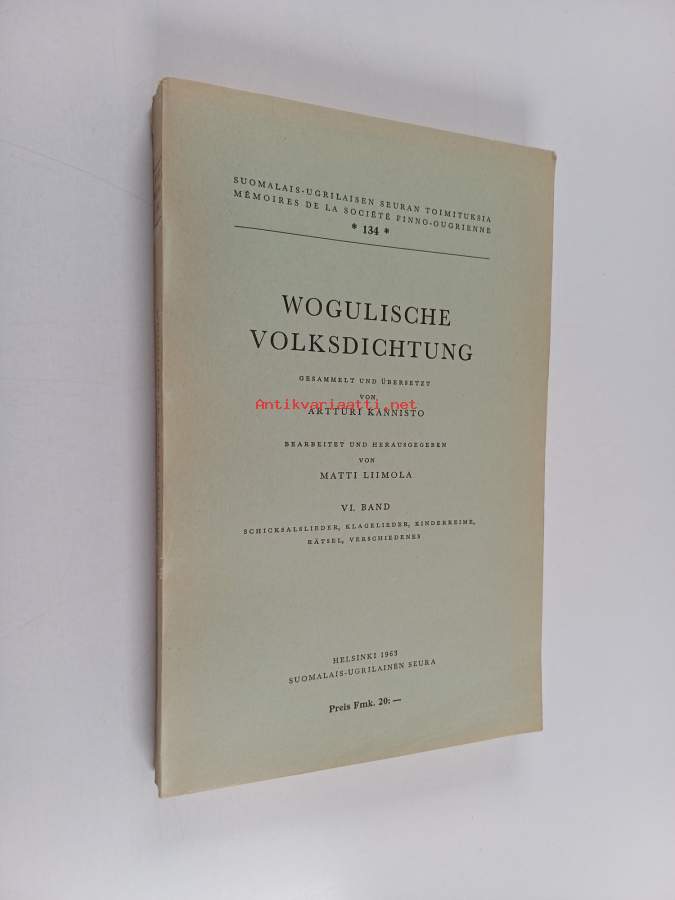 SUOMALAIS-UGRILAISEN SEURAN TOIMITUKSIA
MÉMOIRES DE LA SOCIÉTÉ FINNO-OUGRIENNE
* 134 *
WOGULISCHE
VOLKSDICHTUNG
GESAMMELT UND ÜBERSETZT
VON
Antikvariaatti.net
ARTTURI KANNISTO
BEARBEITET UND HERAUSGEGEBEN
VON
MATTI LIIMOLA
VI. BAND
SCHICKSALSLIEDER, KLAGELIEDER, KINDERREIME,
RÄTSEL, VERSCHIEDENES
HELSINKI 1963
SUOMALAIS-UGRILAINEN SEURA
Preis Fmk. 20: —